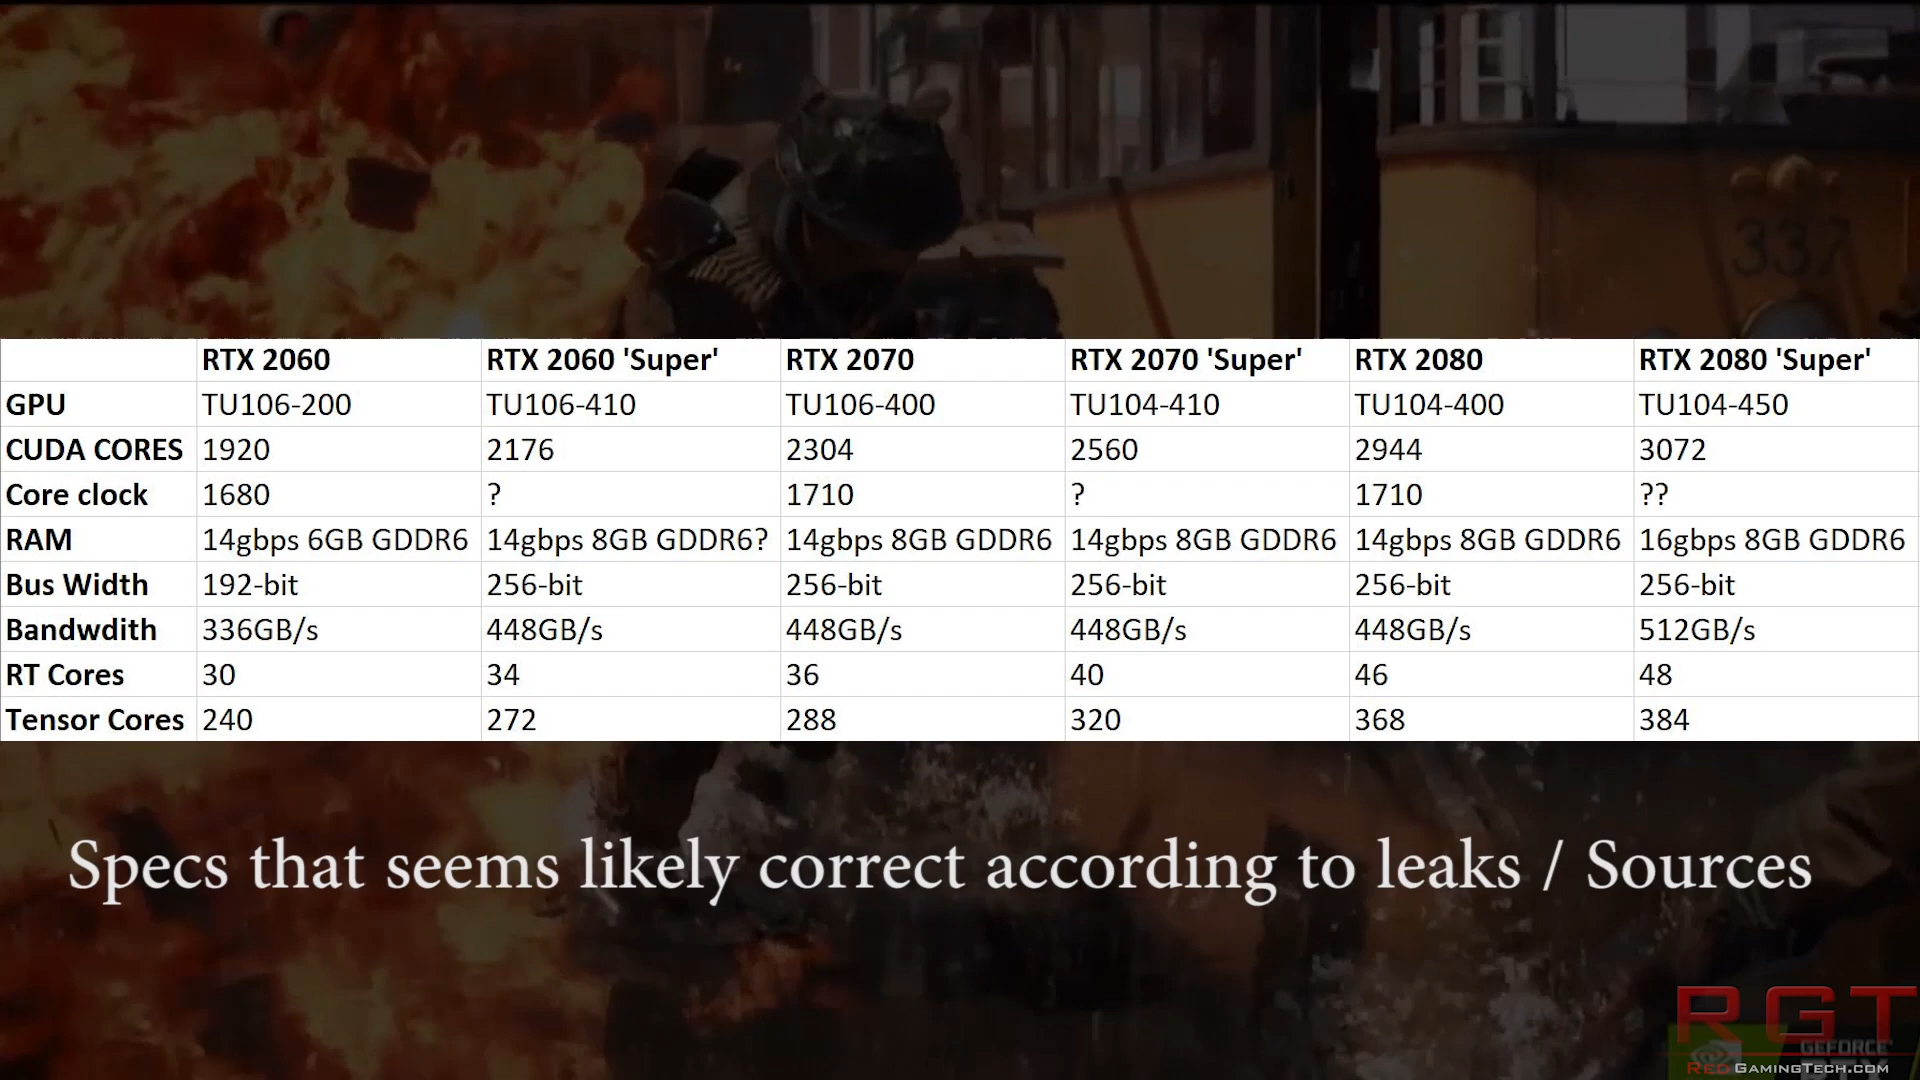 337
RTX 2060 RTX 2060 'Super' RTX 2070 RTX 2070 'Super' RTX 2080 RTX 2080 'Super'
GPU TU106-200 TU106-410 TU106-400 TU104-410 TU104-400 TU104-450
CUDA CORES 1920 2176 2304 2560 2944 3072
Core clock 1680 ? 1710 ? 1710 ??
RAM 14gbps 6GB GDDR6 14gbps 8GB GDDR6? 14gbps 8GB GDDR6 14gbps 8GB GDDR6 14gbps 8GB GDDR6 16gbps 8GB GDDR6
Bus Width 192-bit 256-bit 256-bit 256-bit 256-bit 256-bit
Bandwdith 336GB/s 448GB/s 448GB/s 448GB/s 448GB/s 512GB/s
RT Cores 30 34 36 40 46 48
Tensor Cores 240 272 288 320 368 384
Specs that seems likely correct according to leaks / Sources
RGT
GEFORCE
RTX
REDGAMINGTECH.COM